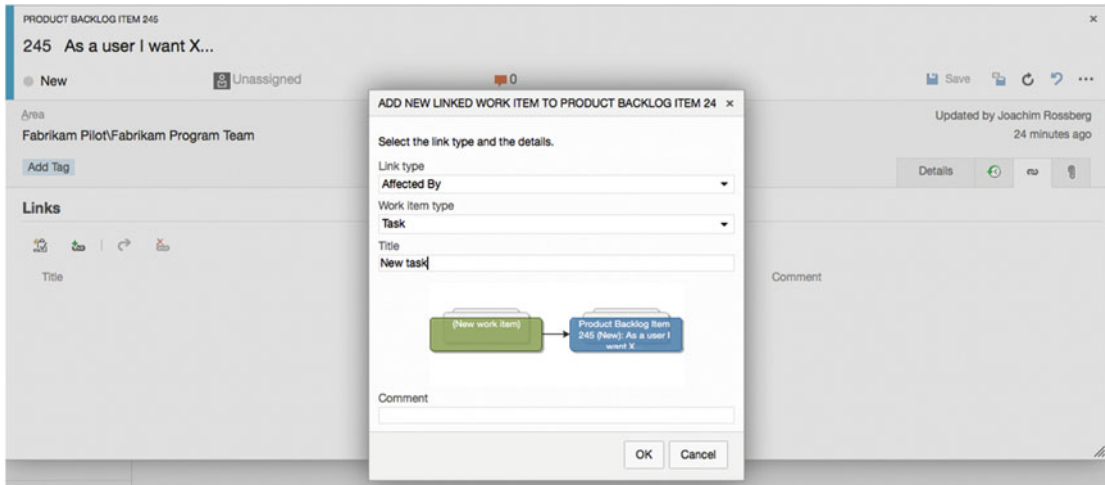 PRODUCT BACKLOG ITEM 245
×
245 As a user I want X...
New
Unassigned
0
Save
...
Area
Fabrikam Pilot\Fabrikam Program Team
Updated by Joachim Rossberg
24 minutes ago
Add Tag
Details
Links
Title
Comment
ADD NEW LINKED WORK ITEM TO PRODUCT BACKLOG ITEM 24 ×
Select the link type and the details.
Link type
Affected By
Work item type
Task
Title
New task
(New work item)
Product Backlog Item
245 (New): As a user I
want X...
Comment
OK
Cancel